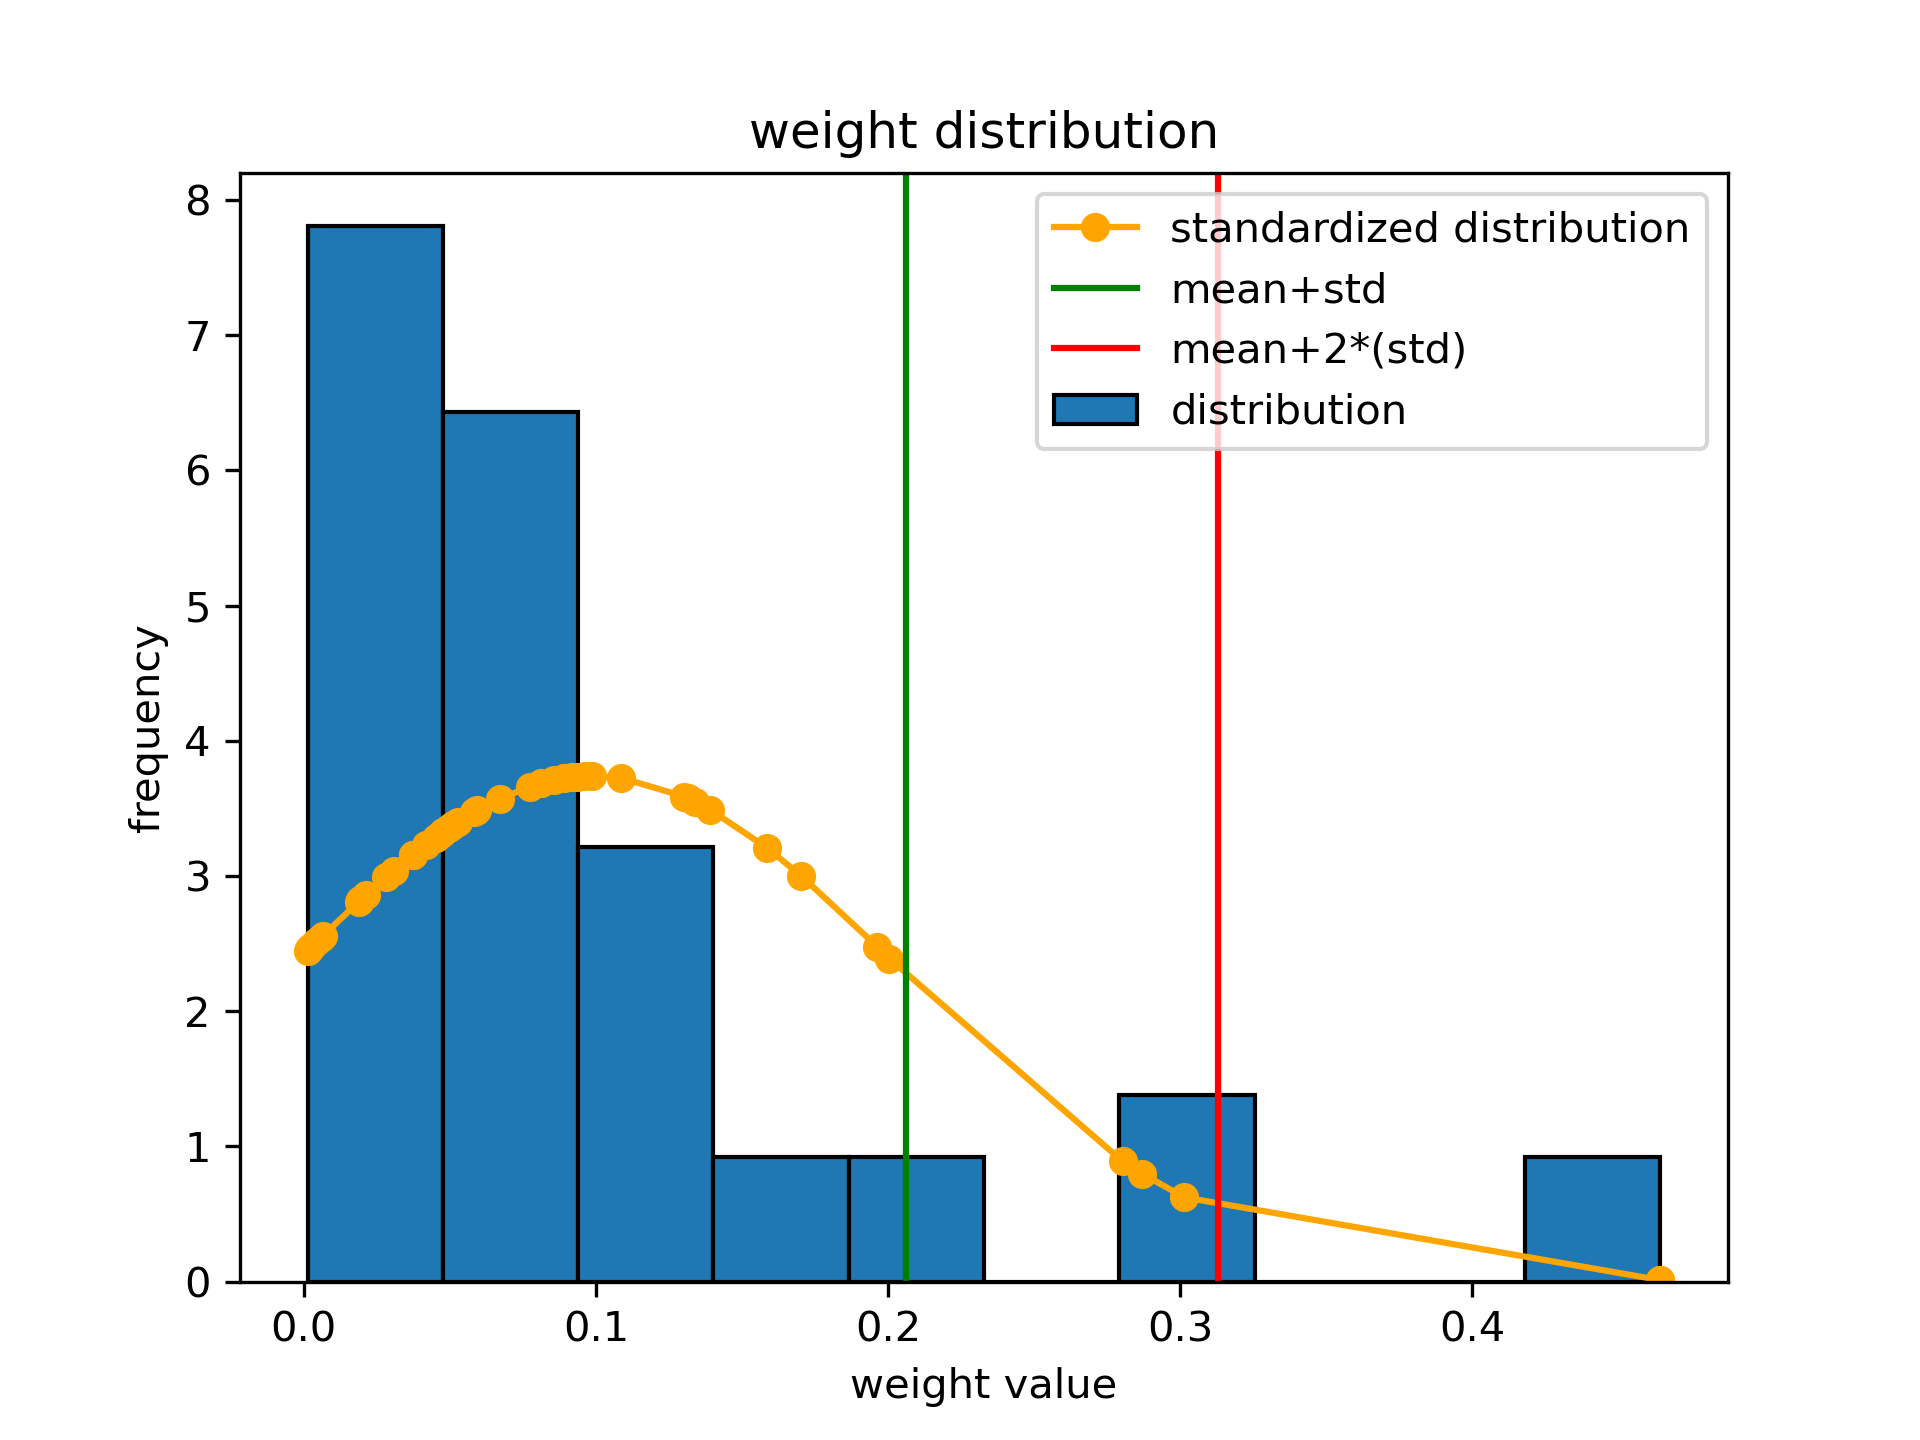 weight distribution
standardized distribution
mean+std
mean+2*(std)
distribution
8
7
6
5
4
3
2
1
0
frequency
0.0 0.1 0.2 0.3 0.4
weight value